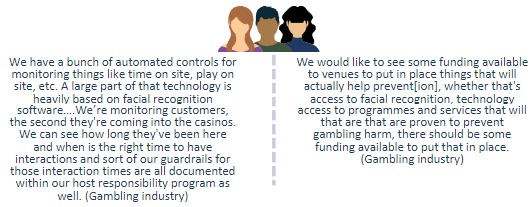 We have a bunch of automated controls for
monitoring things like time on site, play on
site, etc. A large part of that technology is
heavily based on facial recognition
software....We're monitoring customers,
the second they're coming into the casinos.
We can see how long they've been here
and when is the right time to have
interactions and sort of our guardrails for
those interaction times are all documented
within our host responsibility program as
well. (Gambling industry)
We would like to see some funding available
to venues to put in place things that will
actually help prevent[ion], whether that's
access to facial recognition, technology
access to programmes and services that will
that are that are proven to prevent
gambling harm, there should be some
funding available to put that in place.
(Gambling industry)